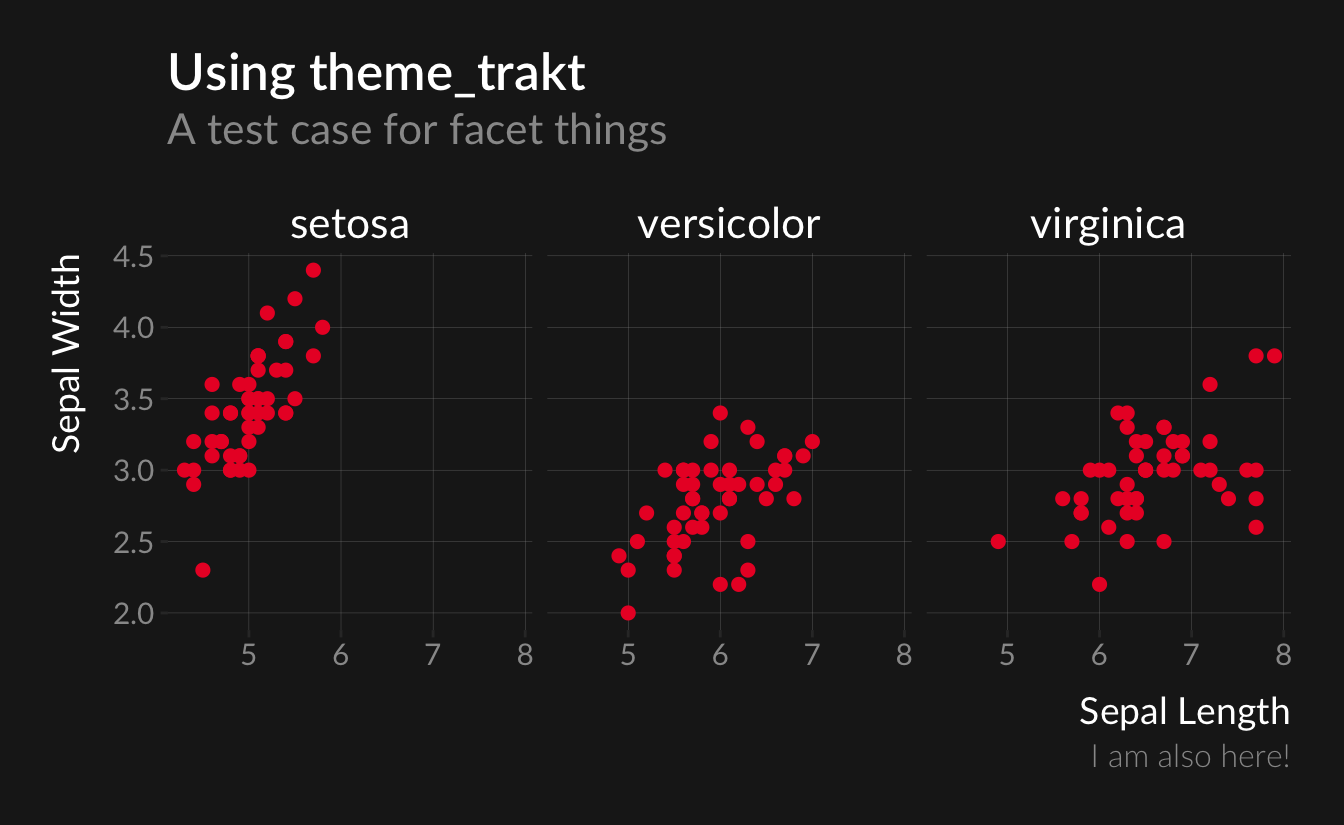 Using theme_trakt
A test case for facet things
setosa versicolor virginica
Sepal Width
4.5
4.0
3.5
3.0
2.5
2.0
5 6 7 8 5 6 7 8 5 6 7 8
Sepal Length
I am also here!